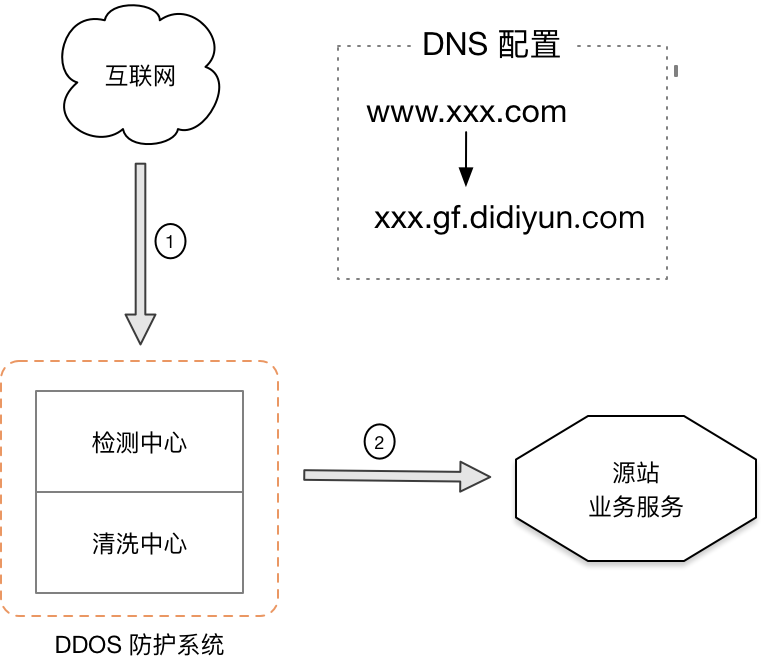 互联网
DNS 配置
www.xxx.com
xxx.gf.didiyun.com
1
检测中心
清洗中心
DDOS 防护系统
2
源站
业务服务